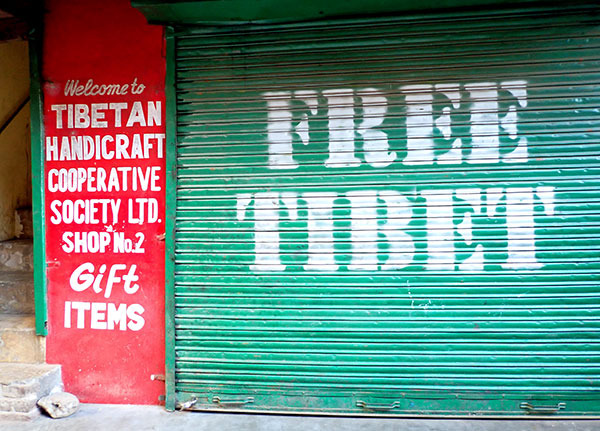 Welcome to
TIBETAN
HANDICRAFT
COOPERATIVE
SOCIETY LTD.
SHOP No.2
Gift
ITEMS
FREE
TIBET